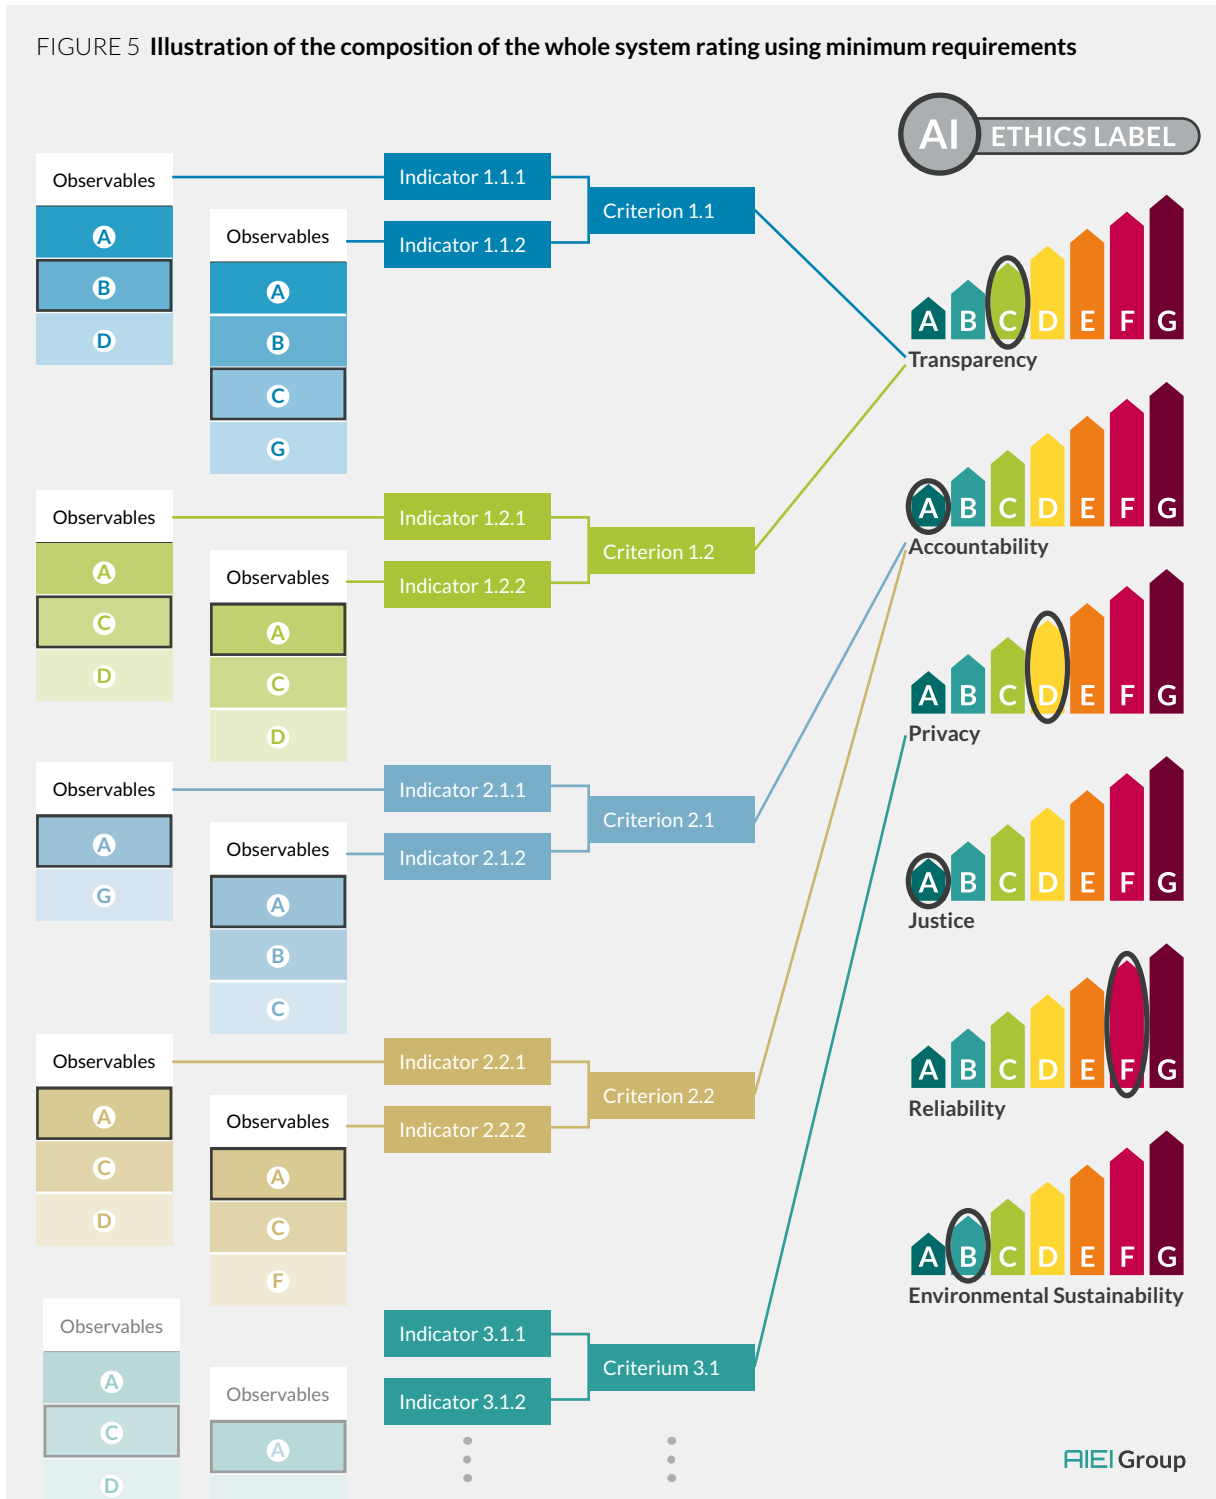 FIGURE 5 Illustration of the composition of the whole system rating using minimum requirements
AI ETHICS LABEL
Observables
A
B
D
Observables
A
B
C
G
Indicator 1.1.1
Indicator 1.1.2
Criterion 1.1
A B C D E F G
Transparency
Observables
A
C
D
Observables
A
C
D
Indicator 1.2.1
Indicator 1.2.2
Criterion 1.2
A B C D E F G
Accountability
Observables
A
G
Observables
A
B
C
Indicator 2.1.1
Indicator 2.1.2
Criterion 2.1
A B C D E F G
Privacy
A B C D E F G
Justice
Observables
A
C
D
Observables
A
C
F
Indicator 2.2.1
Indicator 2.2.2
Criterion 2.2
A B C D E F G
Reliability
A B C D E F G
Environmental Sustainability
Observables
A
C
D
Observables
A
Indicator 3.1.1
Indicator 3.1.2
Criterium 3.1
AIEI Group